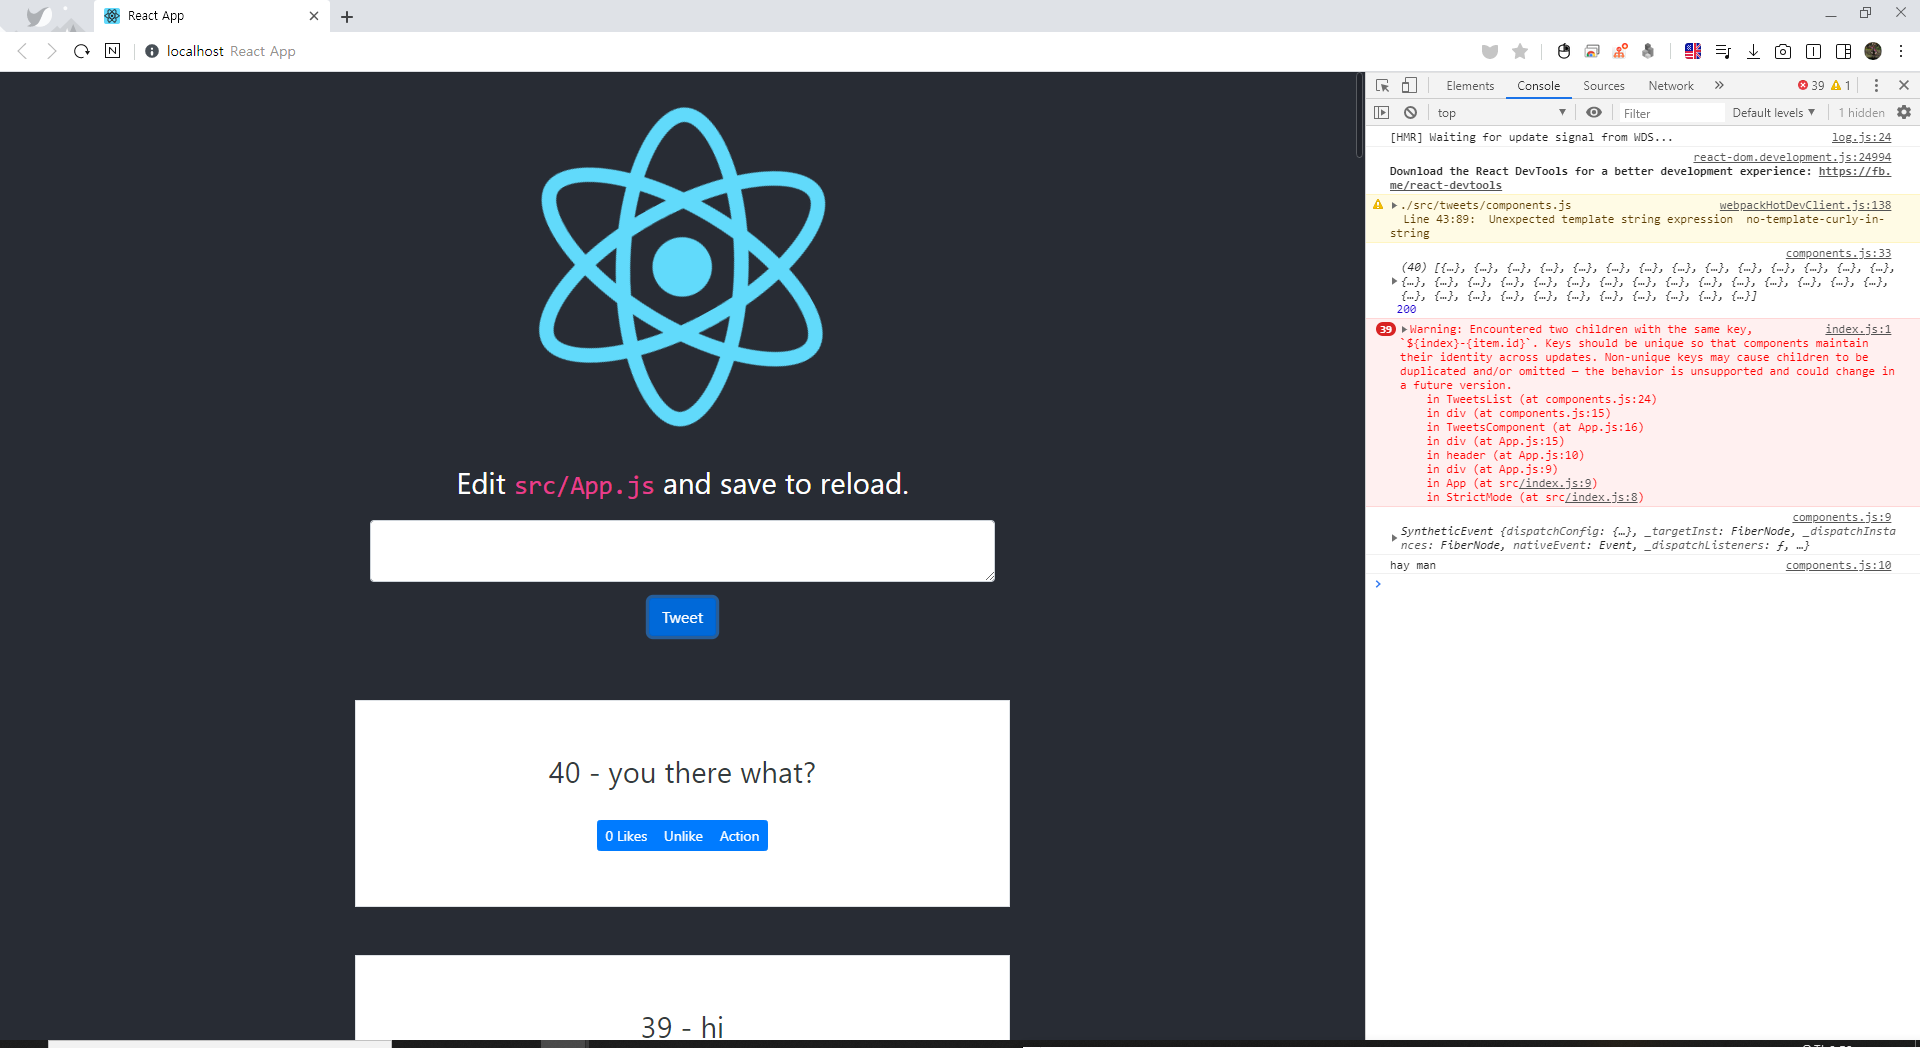 React App
N
localhost React App
Elements Console Sources Network » 39 1
top Filter Default levels ▼ 1 hidden
[HMR] Waiting for update signal from WDS... log.js:24
react-dom.development.js:24994
Download the React DevTools for a better development experience: https://fb.
me/react-devtools
./src/tweets/components.js webpackHotDevClient.js:138
Line 43:89:  Unexpected template string expression  no-template-curly-in-
string
components.js:33
(40) [{…}, {…}, {…}, {…}, {…}, {…}, {…}, {…}, {…}, {…}, {…}, {…}, {…}, {…},
{…}, {…}, {…}, {…}, {…}, {…}, {…}, {…}, {…}, {…}, {…}, {…}, {…}, {…}, {…},
{…}, {…}, {…}, {…}, {…}, {…}, {…}, {…}, {…}, {…}, {…}]
200
39 Warning: Encountered two children with the same key, index.js:1
`${index}-{item.id}`. Keys should be unique so that components maintain
their identity across updates. Non-unique keys may cause children to be
duplicated and/or omitted — the behavior is unsupported and could change in
a future version.
in TweetsList (at components.js:24)
in div (at components.js:15)
in TweetsComponent (at App.js:16)
in div (at App.js:15)
in header (at App.js:10)
in div (at App.js:9)
in App (at src/index.js:9)
in StrictMode (at src/index.js:8)
components.js:9
SyntheticEvent {dispatchConfig: {…}, _targetInst: FiberNode, _dispatchInsta
nces: FiberNode, nativeEvent: Event, _dispatchListeners: ƒ, …}
hay man components.js:10
Edit src/App.js and save to reload.
Tweet
40 - you there what?
0 Likes Unlike Action
39 - hi